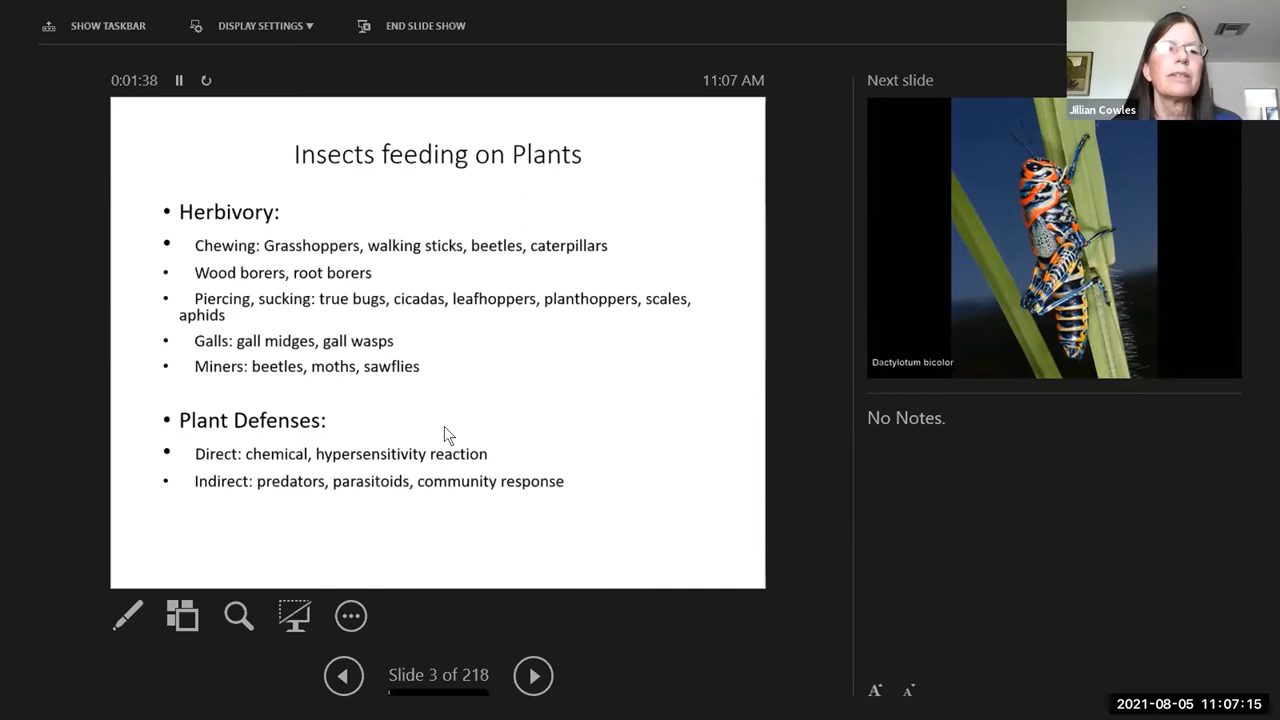 SHOW TASKBAR
DISPLAY SETTINGS ▼
END SLIDE SHOW
0:01:38
11:07 AM
Next slide
Jillian Cowles
Insects feeding on Plants
• Herbivory:
• Chewing: Grasshoppers, walking sticks, beetles, caterpillars
• Wood borers, root borers
• Piercing, sucking: true bugs, cicadas, leafhoppers, planthoppers, scales,
aphids
• Galls: gall midges, gall wasps
• Miners: beetles, moths, sawflies
• Plant Defenses:
• Direct: chemical, hypersensitivity reaction
• Indirect: predators, parasitoids, community response
Dactylotum bicolor
No Notes.
Slide 3 of 218
A A
2021-08-05 11:07:15